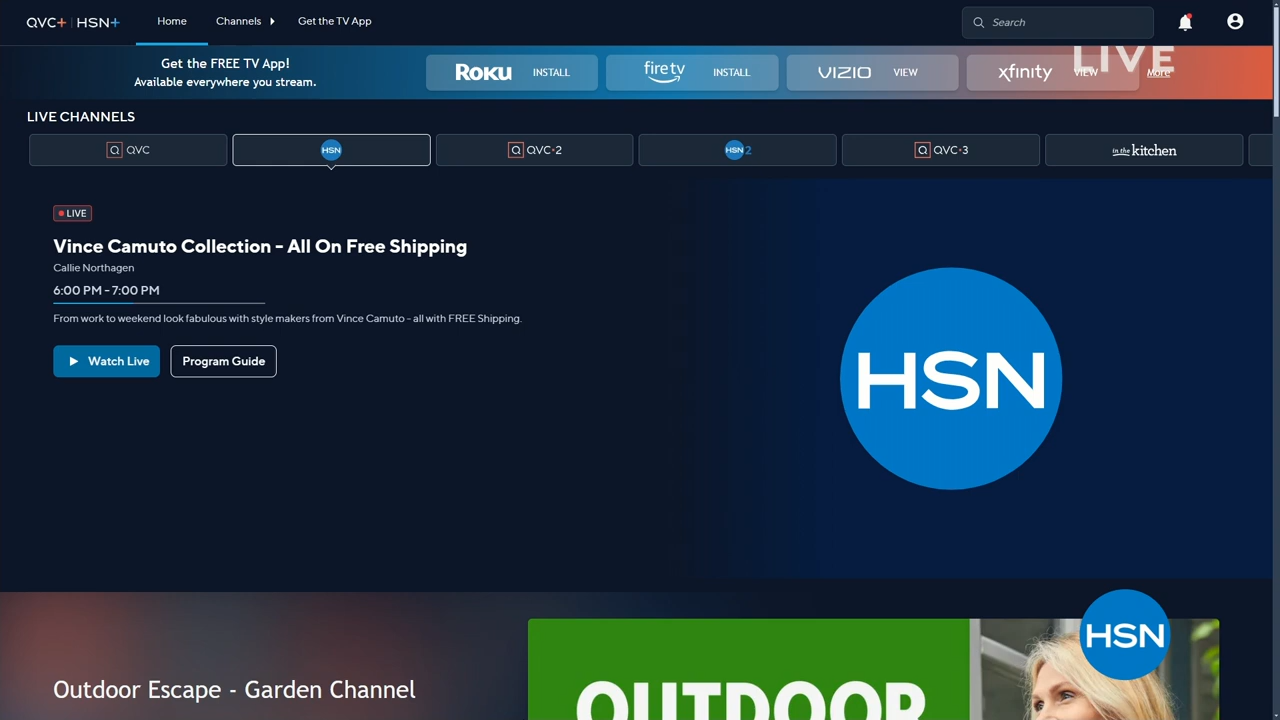 QVC+ | HSN+
Home
Channels
Get the TV App
Search
Get the FREE TV App!
Available everywhere you stream.
Roku INSTALL
fire tv INSTALL
VIZIO VIEW
xfinity VIEW
More
LIVE
LIVE CHANNELS
Q QVC
HSN
Q QVC·2
HSN 2
Q QVC·3
in the kitchen
LIVE
Vince Camuto Collection - All On Free Shipping
Callie Northagen
6:00 PM - 7:00 PM
From work to weekend look fabulous with style makers from Vince Camuto - all with FREE Shipping.
Watch Live
Program Guide
HSN
Outdoor Escape - Garden Channel
OUTDOOR
HSN